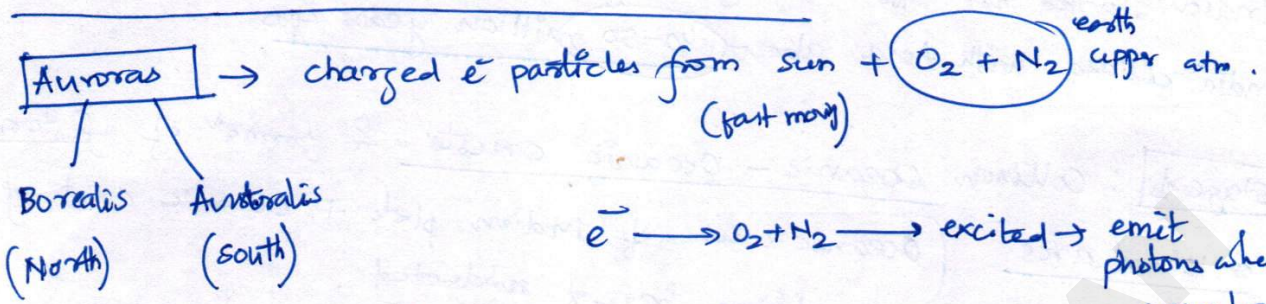 Auroras → charged e⁻ particles from sun + O₂ + N₂ earth upper atm.
(fast movg)
Borealis Australis
(North) (South)
e⁻ → O₂+N₂ → excited → emit
photons whe